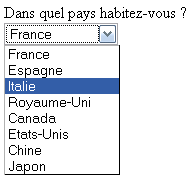 Dans quel pays habitez-vous ?
France
France
Espagne
Italie
Royaume-Uni
Canada
Etats-Unis
Chine
Japon